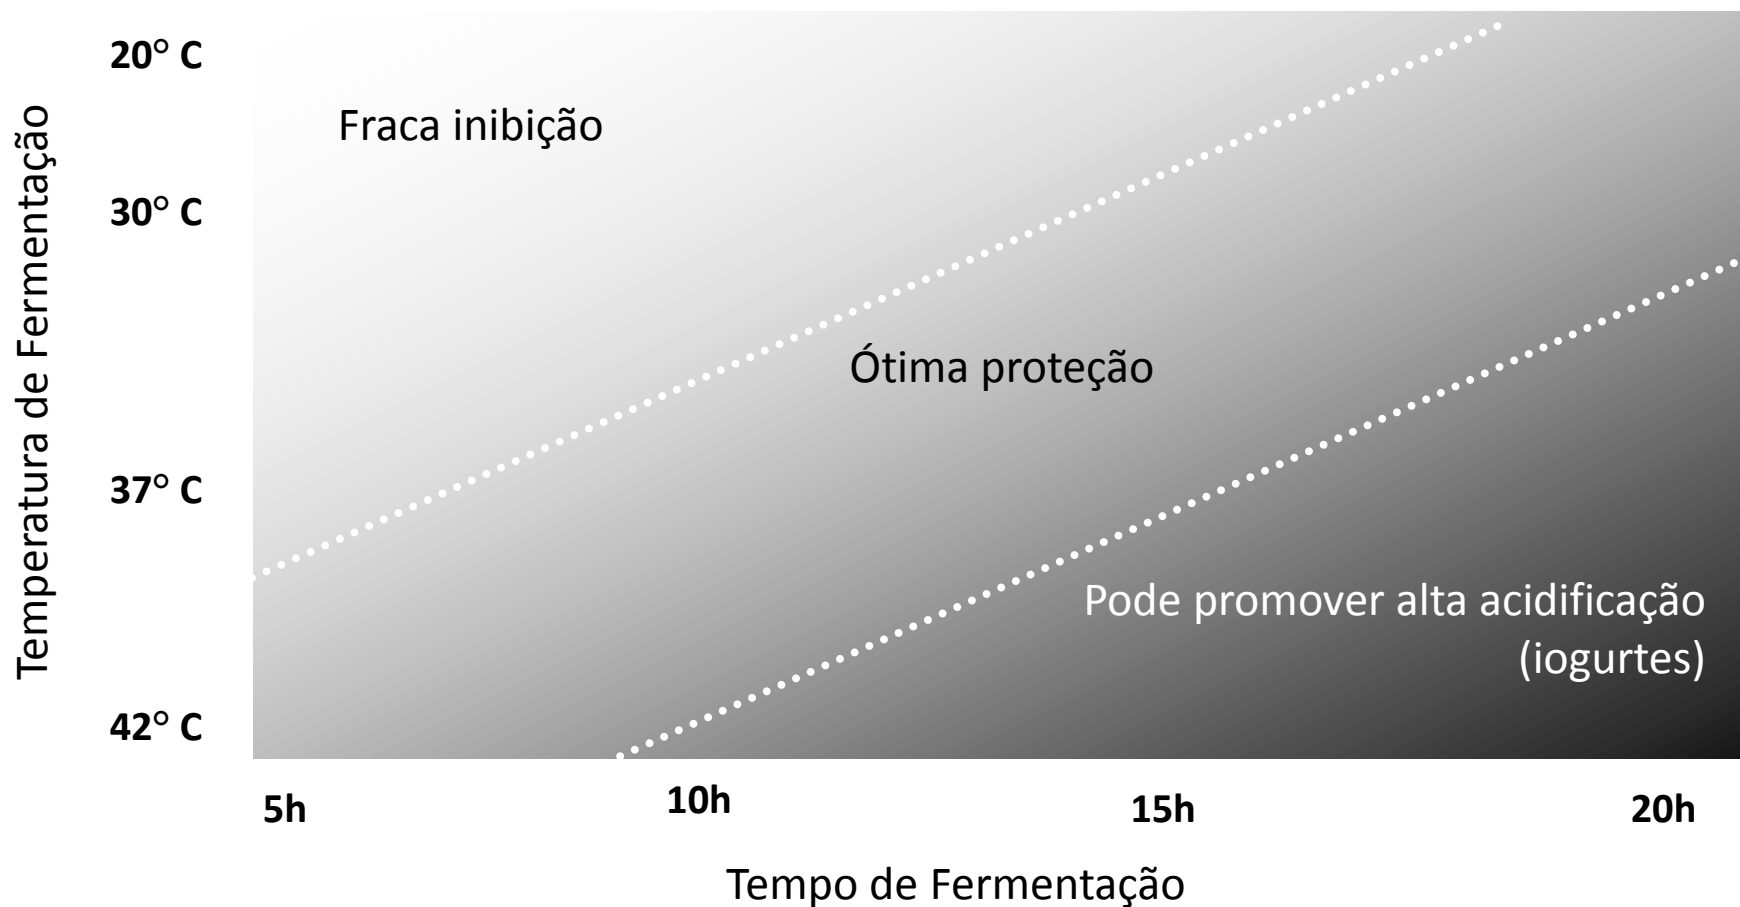 Temperatura de Fermentação
20° C
30° C
37° C
42° C
Fraca inibição
Ótima proteção
Pode promover alta acidificação
(iogurtes)
5h
10h
15h
20h
Tempo de Fermentação